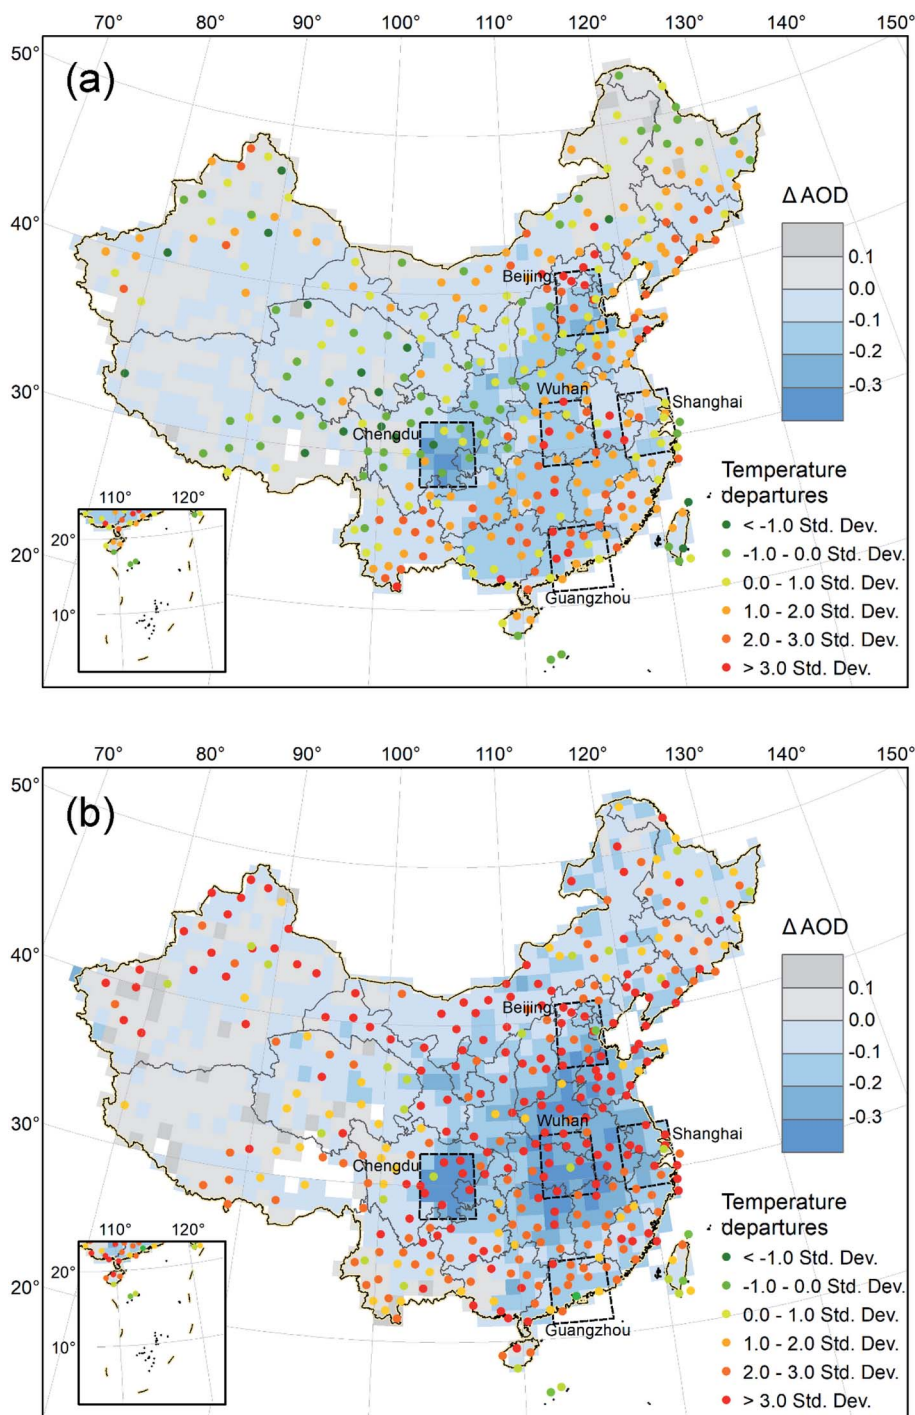 70° 80° 90° 100° 110° 120° 130° 140° 150°
50°
(a)
40°
Δ AOD
0.1
0.0
Beijing
-0.1
-0.2
30°
-0.3
Wuhan
Shanghai
Chengdu
Temperature
departures
110° 120°
< -1.0 Std. Dev.
20°
20°
-1.0 - 0.0 Std. Dev.
0.0 - 1.0 Std. Dev.
10°
Guangzhou
1.0 - 2.0 Std. Dev.
2.0 - 3.0 Std. Dev.
> 3.0 Std. Dev.
70° 80° 90° 100° 110° 120° 130° 140° 150°
50°
(b)
40°
Δ AOD
0.1
0.0
Beijing
-0.1
-0.2
30°
-0.3
Wuhan
Shanghai
Chengdu
Temperature
departures
110° 120°
< -1.0 Std. Dev.
20°
20°
-1.0 - 0.0 Std. Dev.
0.0 - 1.0 Std. Dev.
10°
Guangzhou
1.0 - 2.0 Std. Dev.
2.0 - 3.0 Std. Dev.
> 3.0 Std. Dev.